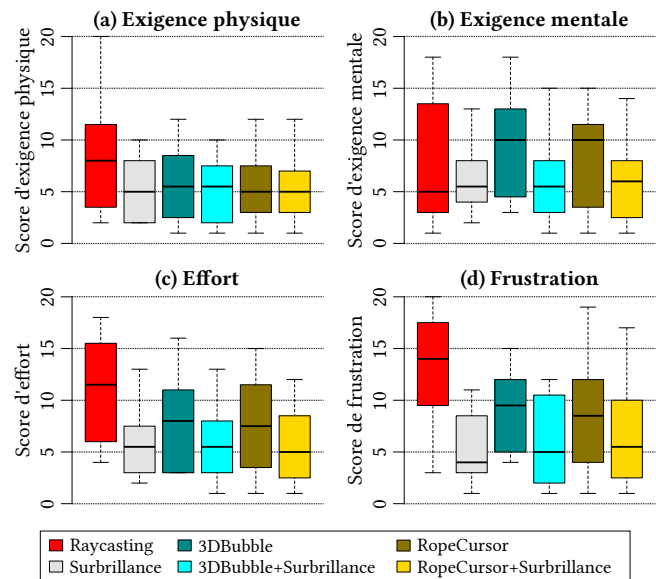 (a) Exigence physique
Score d'exigence physique
20
15
10
5
0
(b) Exigence mentale
Score d'exigence mentale
20
15
10
5
0
(c) Effort
Score d'effort
20
15
10
5
0
(d) Frustration
Score de frustration
20
15
10
5
0
Raycasting 3DBubble RopeCursor
Surbrillance 3DBubble+Surbrillance RopeCursor+Surbrillance